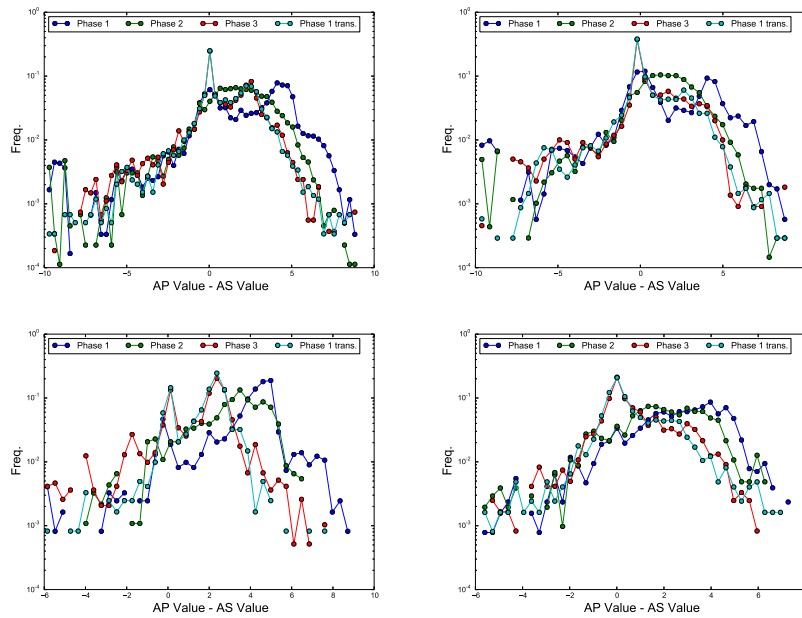 Phase 1 Phase 2 Phase 3 Phase 1 trans.
10^0
10^-1
10^-2
10^-3
10^-4
Freq.
-10 -5 0 5 10
AP Value - AS Value
Phase 1 Phase 2 Phase 3 Phase 1 trans.
10^0
10^-1
10^-2
10^-3
10^-4
Freq.
-10 -5 0 5
AP Value - AS Value
Phase 1 Phase 2 Phase 3 Phase 1 trans.
10^0
10^-1
10^-2
10^-3
10^-4
Freq.
-6 -4 -2 0 2 4 6 8 10
AP Value - AS Value
Phase 1 Phase 2 Phase 3 Phase 1 trans.
10^0
10^-1
10^-2
10^-3
10^-4
Freq.
-6 -4 -2 0 2 4 6
AP Value - AS Value